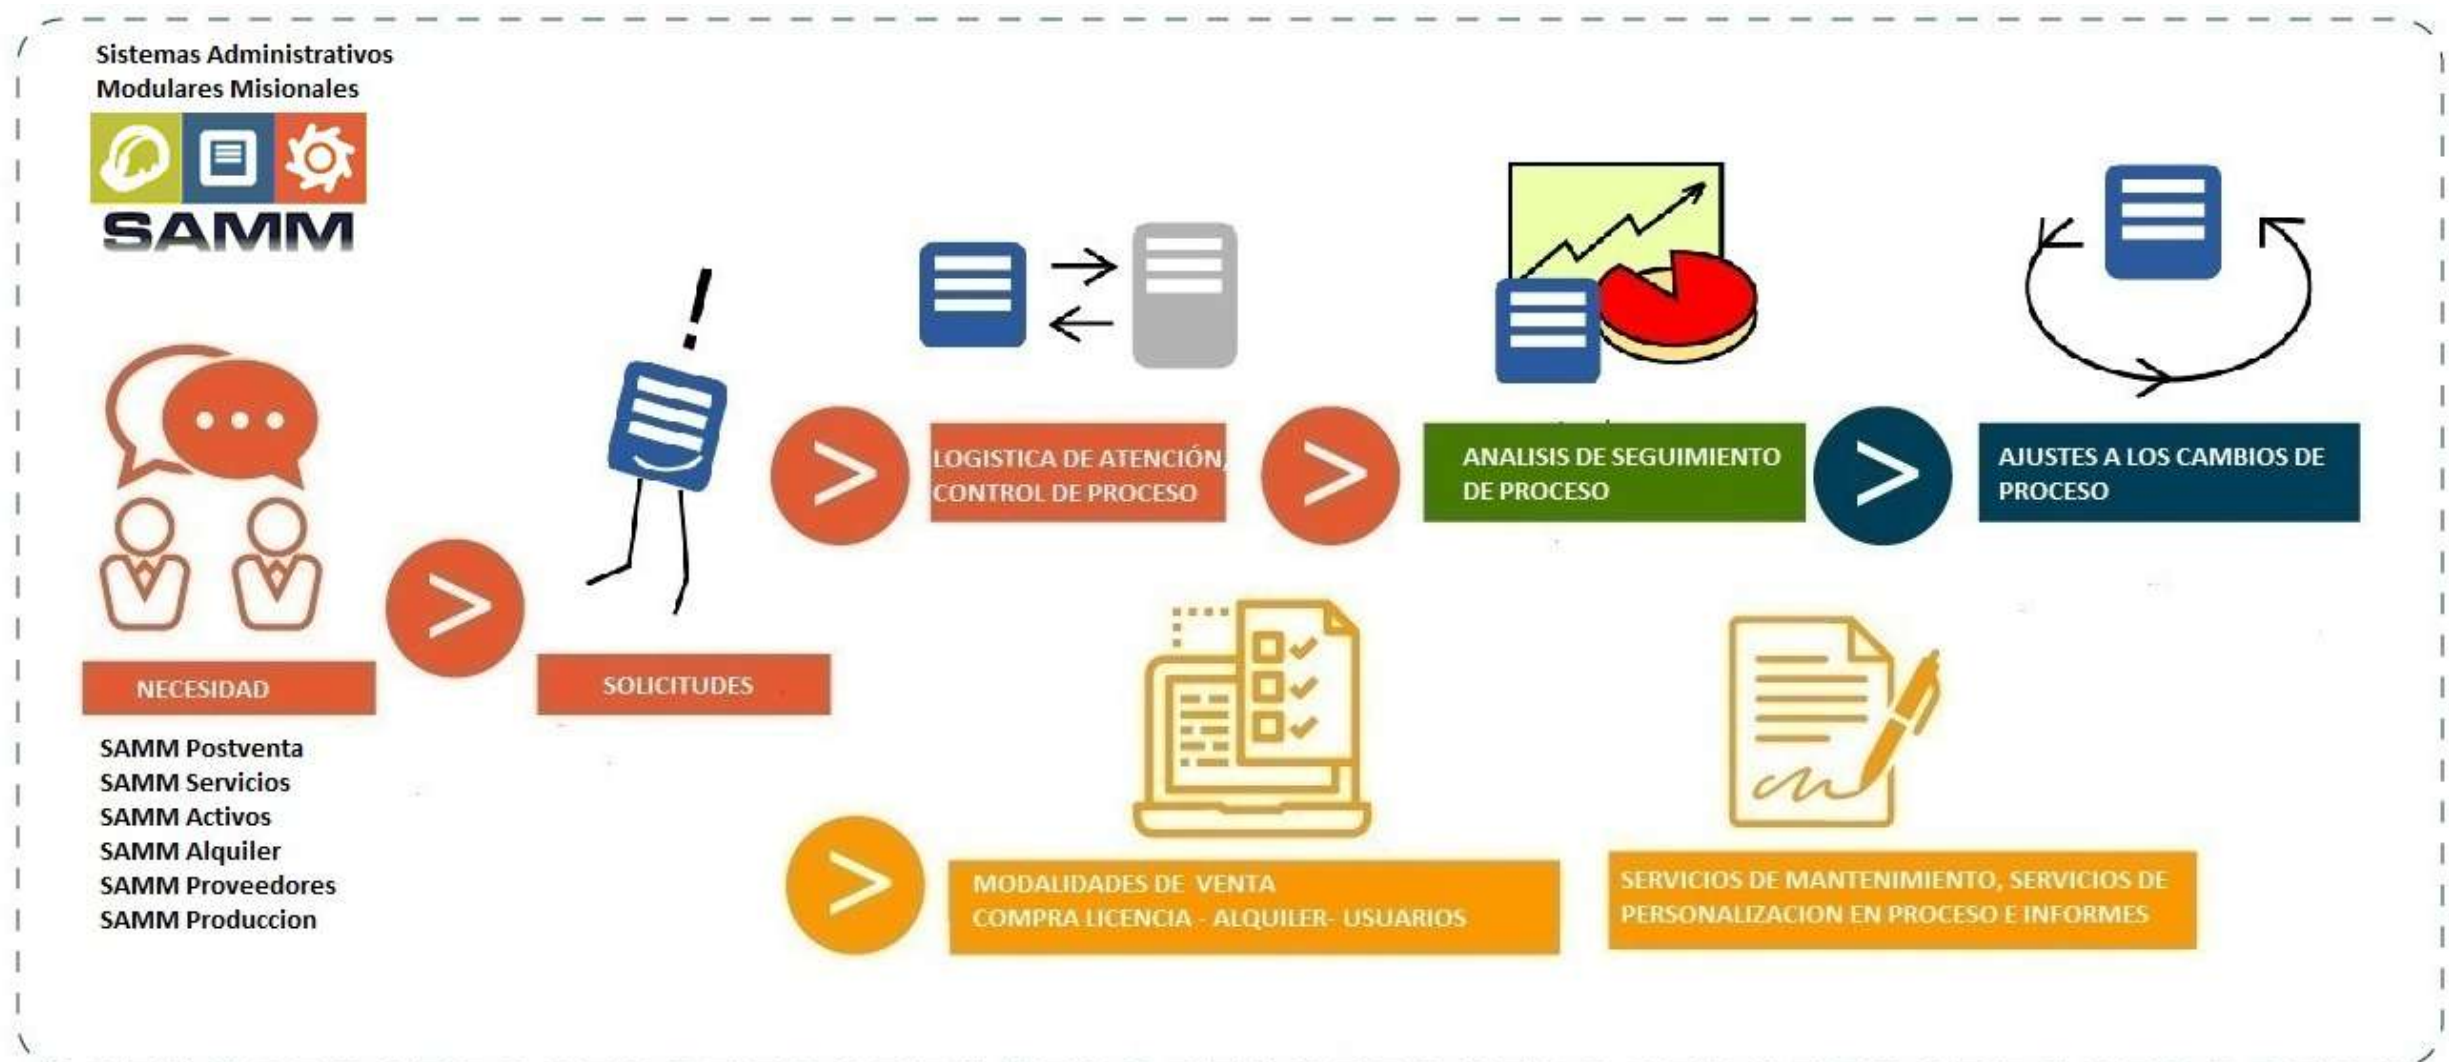 Sistemas Administrativos
Modulares Misionales
SAMM
NECESIDAD
SAMM Postventa
SAMM Servicios
SAMM Activos
SAMM Alquiler
SAMM Proveedores
SAMM Produccion
>
!
SOLICITUDES
>
LOGISTICA DE ATENCIÓN,
CONTROL DE PROCESO
>
ANALISIS DE SEGUIMIENTO
DE PROCESO
>
AJUSTES A LOS CAMBIOS DE
PROCESO
>
MODALIDADES DE VENTA
COMPRA LICENCIA - ALQUILER- USUARIOS
SERVICIOS DE MANTENIMIENTO, SERVICIOS DE
PERSONALIZACION EN PROCESO E INFORMES